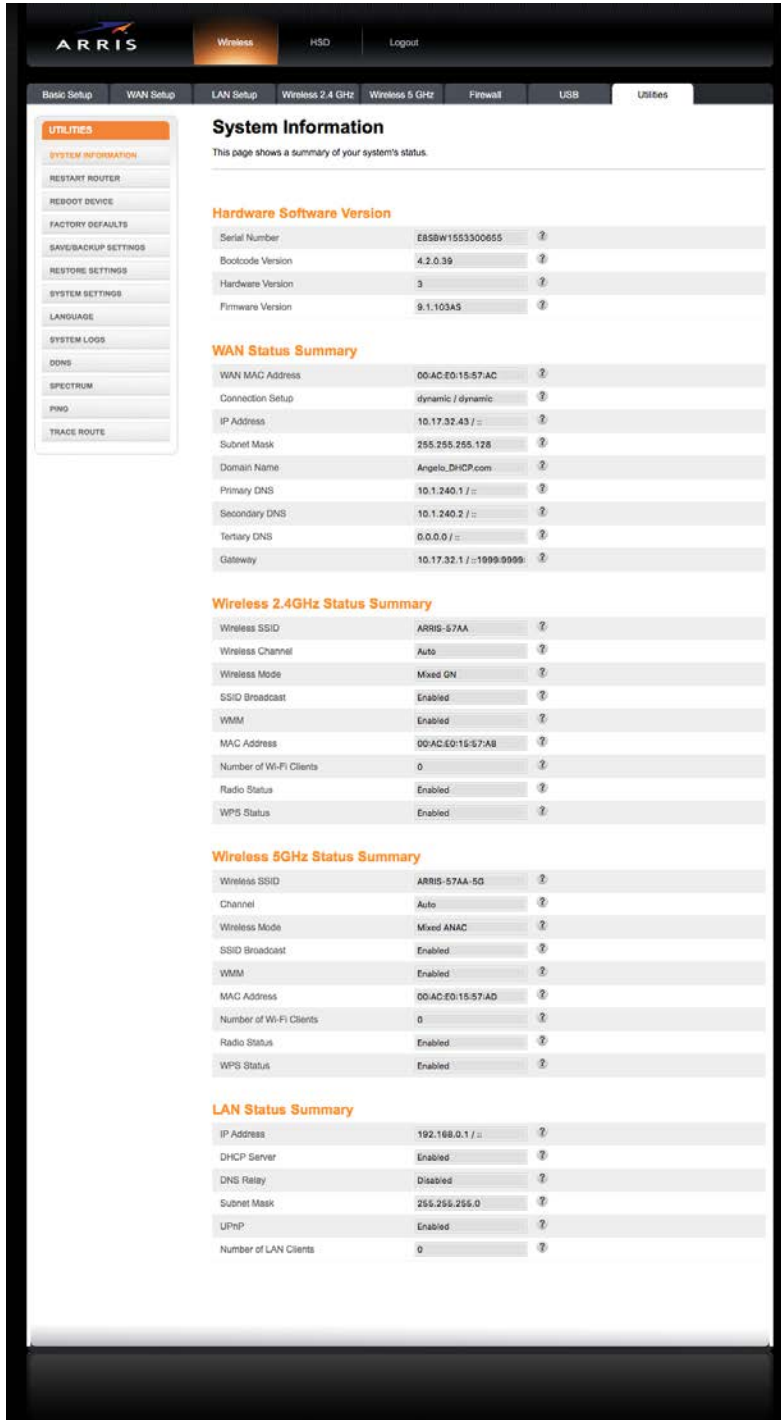 ARRIS
Wireless HSD Logout
Basic Setup WAN Setup LAN Setup Wireless 2.4 GHz Wireless 5 GHz Firewall USB Utilities
UTILITIES
SYSTEM INFORMATION
RESTART ROUTER
REBOOT DEVICE
FACTORY DEFAULTS
SAVE/BACKUP SETTINGS
RESTORE SETTINGS
SYSTEM SETTINGS
LANGUAGE
SYSTEM LOGS
DDNS
SPECTRUM
PING
TRACE ROUTE
System Information
This page shows a summary of your system's status.
Hardware Software Version
Serial Number E8SBW1553300655 ?
Bootcode Version 4.2.0.39 ?
Hardware Version 3 ?
Firmware Version 9.1.103AS ?
WAN Status Summary
WAN MAC Address 00:AC:E0:15:57:AC ?
Connection Setup dynamic / dynamic ?
IP Address 10.17.32.43 / :: ?
Subnet Mask 255.255.255.128 ?
Domain Name Angelo_DHCP.com ?
Primary DNS 10.1.240.1 / :: ?
Secondary DNS 10.1.240.2 / :: ?
Tertiary DNS 0.0.0.0 / :: ?
Gateway 10.17.32.1 / ::1999:9999: ?
Wireless 2.4GHz Status Summary
Wireless SSID ARRIS-57AA ?
Wireless Channel Auto ?
Wireless Mode Mixed GN ?
SSID Broadcast Enabled ?
WMM Enabled ?
MAC Address 00:AC:E0:15:57:AB ?
Number of Wi-Fi Clients 0 ?
Radio Status Enabled ?
WPS Status Enabled ?
Wireless 5GHz Status Summary
Wireless SSID ARRIS-57AA-5G ?
Channel Auto ?
Wireless Mode Mixed ANAC ?
SSID Broadcast Enabled ?
WMM Enabled ?
MAC Address 00:AC:E0:15:57:AD ?
Number of Wi-Fi Clients 0 ?
Radio Status Enabled ?
WPS Status Enabled ?
LAN Status Summary
IP Address 192.168.0.1 / :: ?
DHCP Server Enabled ?
DNS Relay Disabled ?
Subnet Mask 255.255.255.0 ?
UPnP Enabled ?
Number of LAN Clients 0 ?